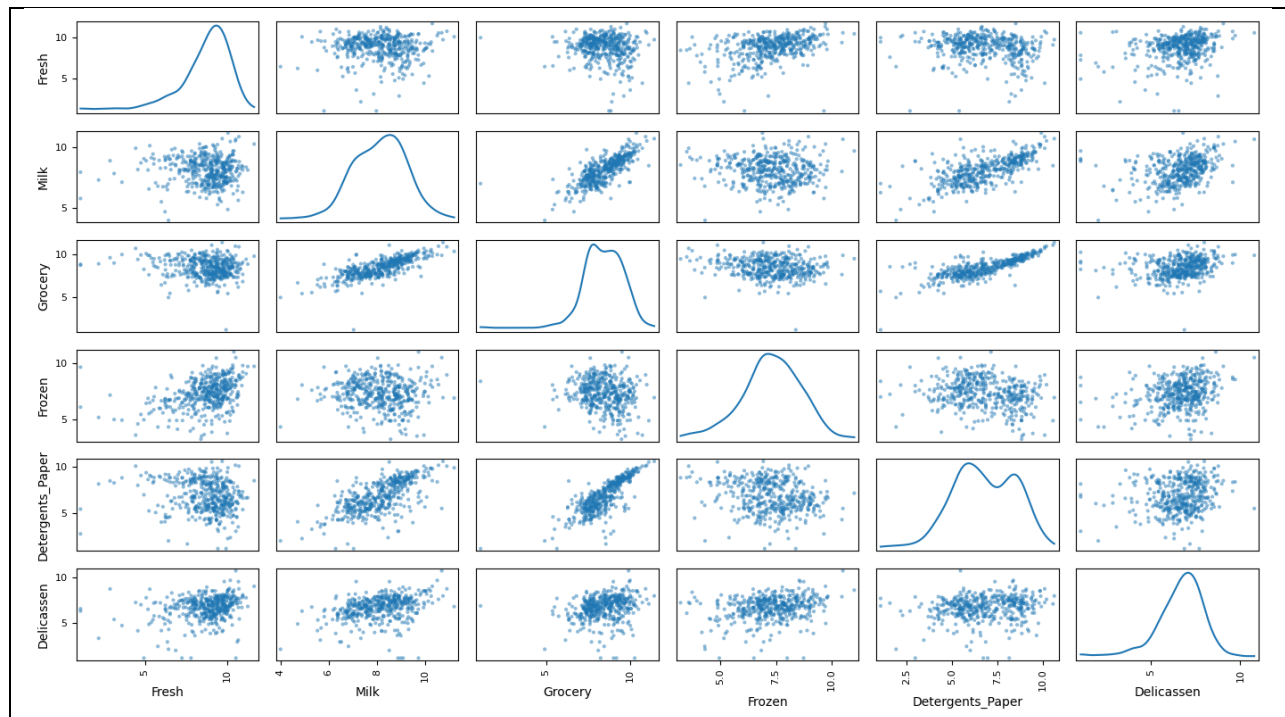 Fresh
10
5
Milk
10
5
Grocery
10
5
Frozen
10
5
Detergents_Paper
10
5
Delicassen
10
5
5 10 4 6 8 10 5 10 5.0 7.5 10.0 2.5 5.0 7.5 10.0 5 10
Fresh Milk Grocery Frozen Detergents_Paper Delicassen